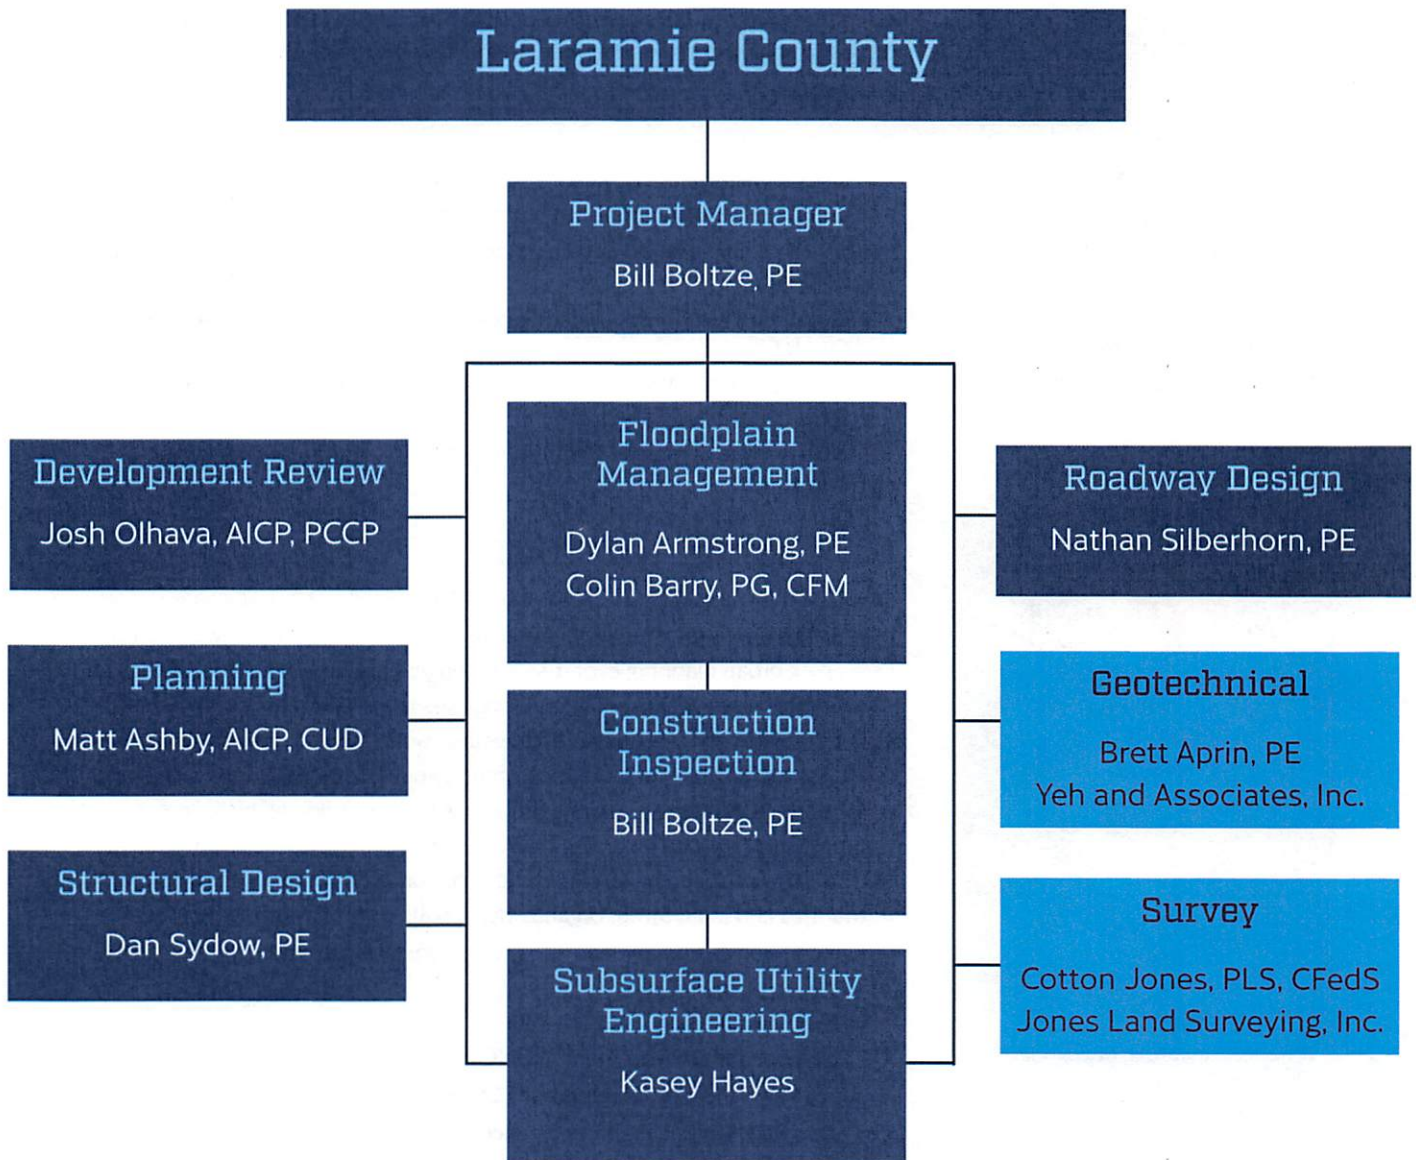 Laramie County
Project Manager
Bill Boltze, PE
Development Review
Josh Olhava, AICP, PCCP
Planning
Matt Ashby, AICP, CUD
Structural Design
Dan Sydow, PE
Floodplain
Management
Dylan Armstrong, PE
Colin Barry, PG, CFM
Construction
Inspection
Bill Boltze, PE
Subsurface Utility
Engineering
Kasey Hayes
Roadway Design
Nathan Silberhorn, PE
Geotechnical
Brett Aprin, PE
Yeh and Associates, Inc.
Survey
Cotton Jones, PLS, CFedS
Jones Land Surveying, Inc.